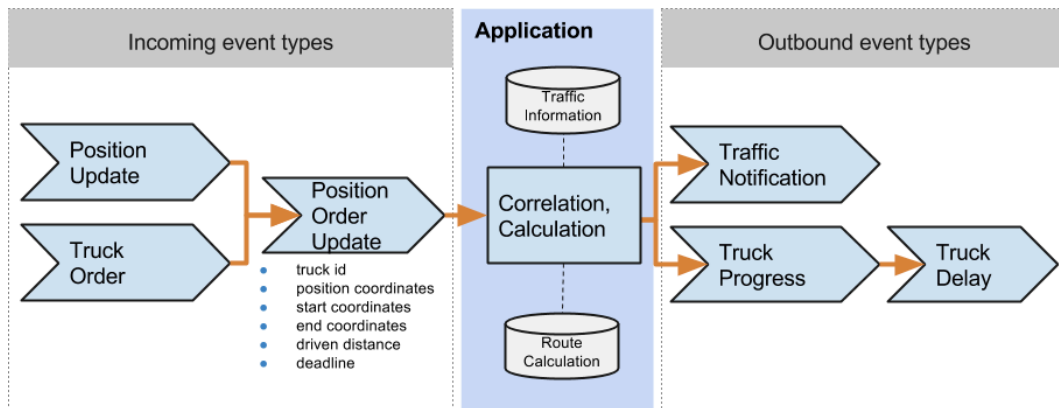 Incoming event types
Application
Outbound event types
Traffic
Information
Position
Update
Traffic
Notification
Position
Order
Update
Correlation,
Calculation
Truck
Order
Truck
Progress
Truck
Delay
truck id
position coordinates
start coordinates
end coordinates
driven distance
deadline
Route
Calculation